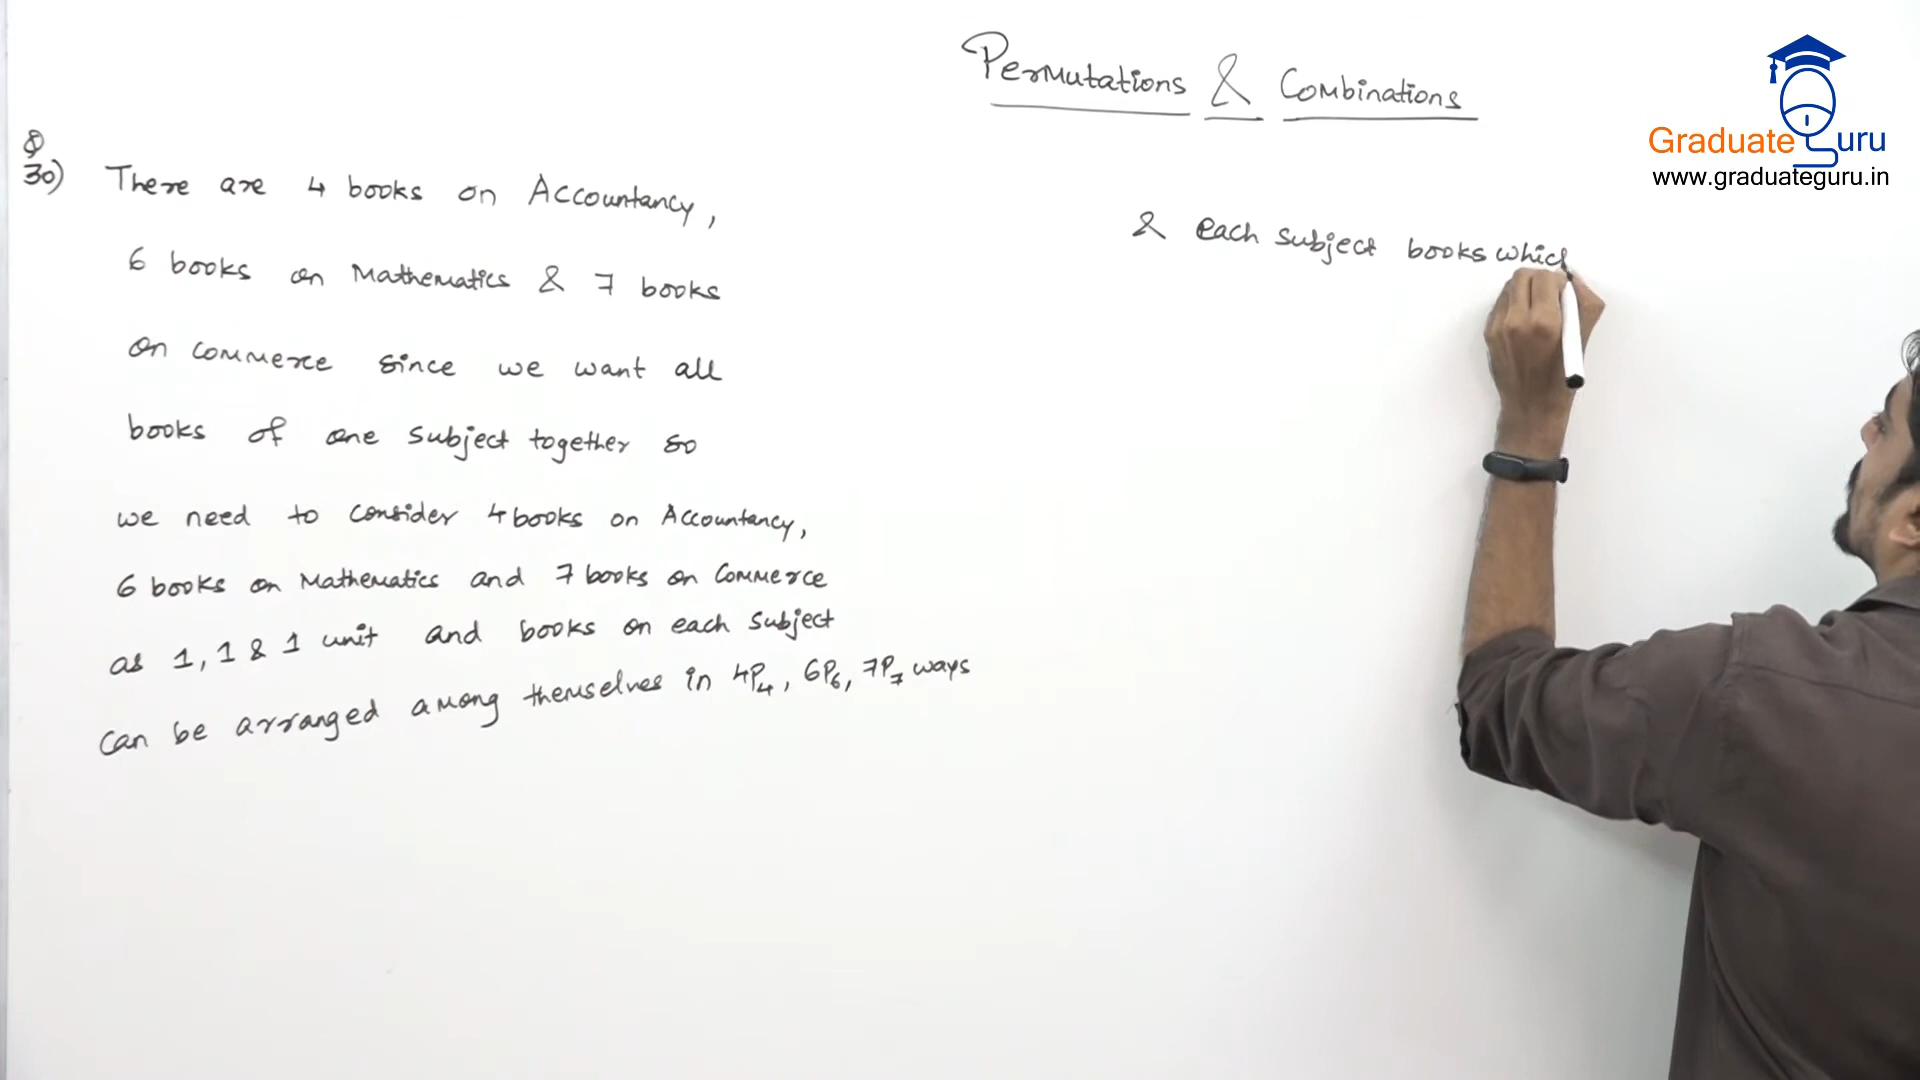 Permutations & Combinations
Graduate Guru
www.graduateguru.in
Q
30) There are 4 books on Accountancy,
6 books on Mathematics & 7 books
on commerce since we want all
books of one subject together so
we need to consider 4 books on Accountancy,
6 books on Mathematics and 7 books on Commerce
as 1, 1 & 1 unit and books on each subject
can be arranged among themselves in 4P₄, 6P₆, 7P₇ ways
& each subject books whic